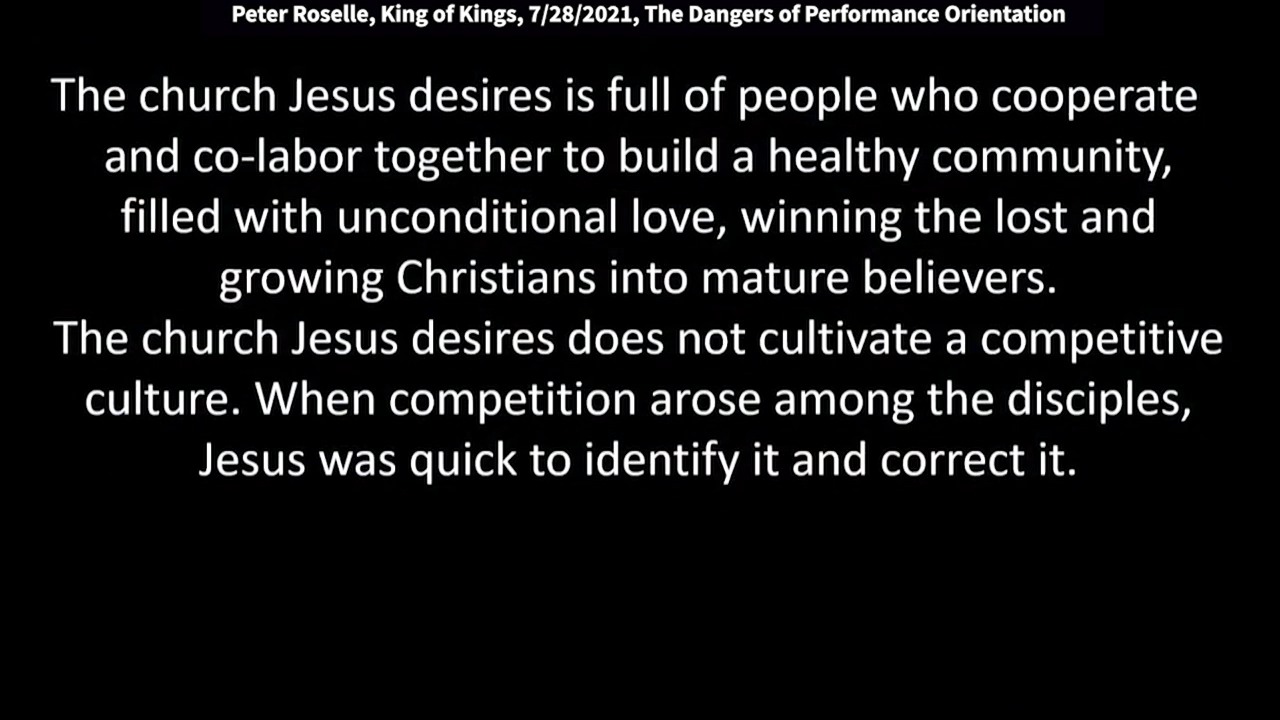 Peter Roselle, King of Kings, 7/28/2021, The Dangers of Performance Orientation
The church Jesus desires is full of people who cooperate
and co-labor together to build a healthy community,
filled with unconditional love, winning the lost and
growing Christians into mature believers.
The church Jesus desires does not cultivate a competitive
culture. When competition arose among the disciples,
Jesus was quick to identify it and correct it.